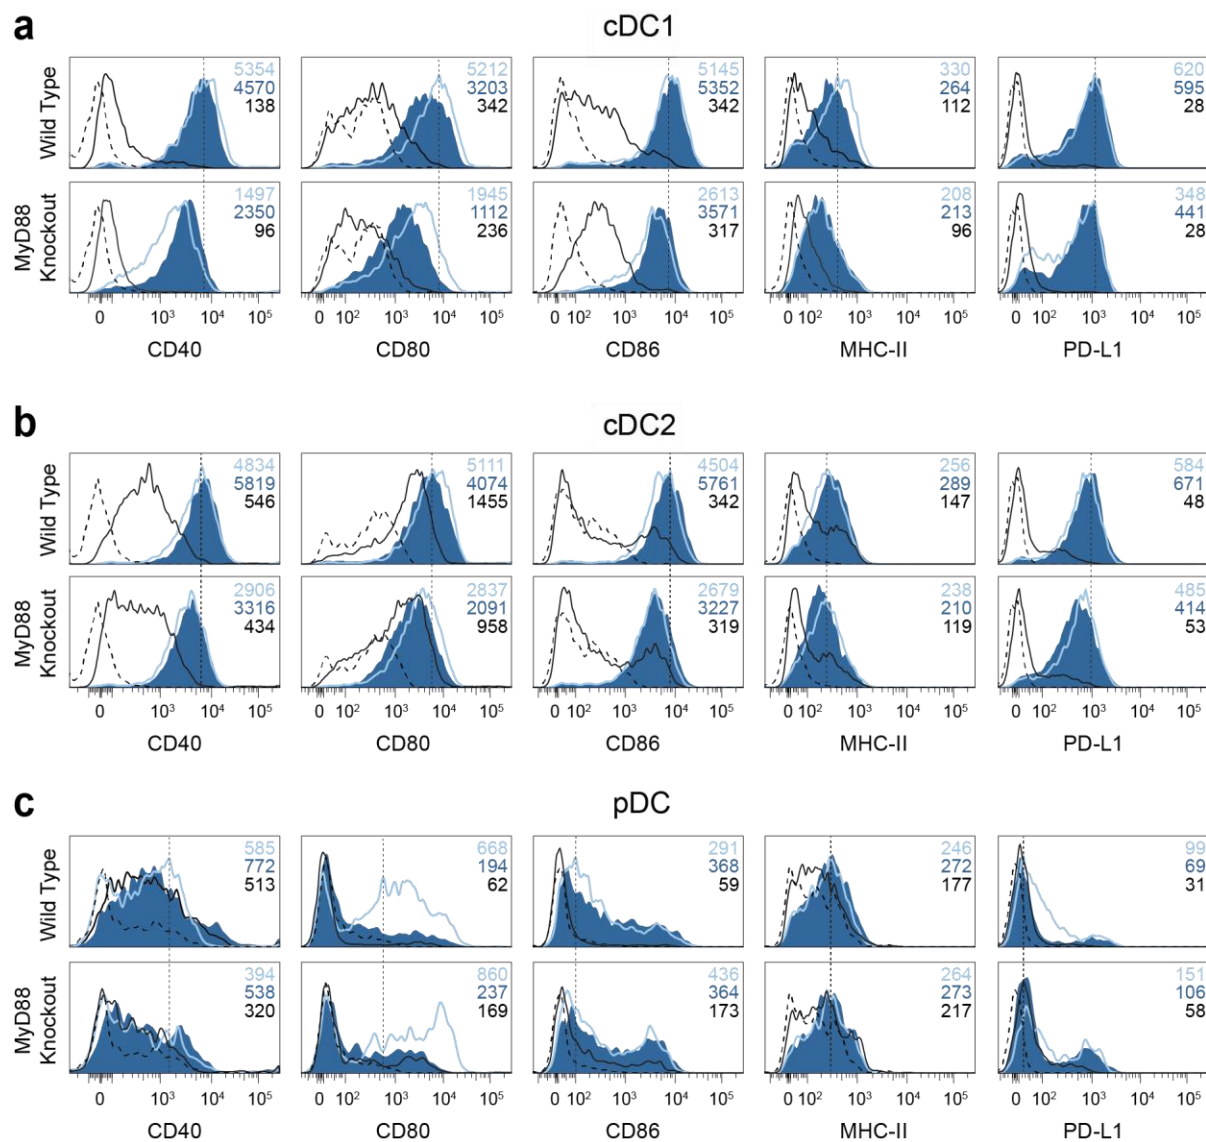 a
cDC1
Wild Type
5354
4570
138
5212
3203
342
5145
5352
342
330
264
112
620
595
28
MyD88
Knockout
1497
2350
96
1945
1112
236
2613
3571
317
208
213
96
348
441
28
0 10³ 10⁴ 10⁵
0 10² 10³ 10⁴ 10⁵
0 10² 10³ 10⁴ 10⁵
0 10² 10³ 10⁴ 10⁵
0 10² 10³ 10⁴ 10⁵
CD40
CD80
CD86
MHC-II
PD-L1
b
cDC2
Wild Type
4834
5819
546
5111
4074
1455
4504
5761
342
256
289
147
584
671
48
MyD88
Knockout
2906
3316
434
2837
2091
958
2679
3227
319
238
210
119
485
414
53
0 10³ 10⁴ 10⁵
0 10² 10³ 10⁴ 10⁵
0 10² 10³ 10⁴ 10⁵
0 10² 10³ 10⁴ 10⁵
0 10² 10³ 10⁴ 10⁵
CD40
CD80
CD86
MHC-II
PD-L1
c
pDC
Wild Type
585
772
513
668
194
62
291
368
59
246
272
177
99
69
31
MyD88
Knockout
394
538
320
860
237
169
436
364
173
264
273
217
151
106
58
0 10³ 10⁴ 10⁵
0 10² 10³ 10⁴ 10⁵
0 10² 10³ 10⁴ 10⁵
0 10² 10³ 10⁴ 10⁵
0 10² 10³ 10⁴ 10⁵
CD40
CD80
CD86
MHC-II
PD-L1